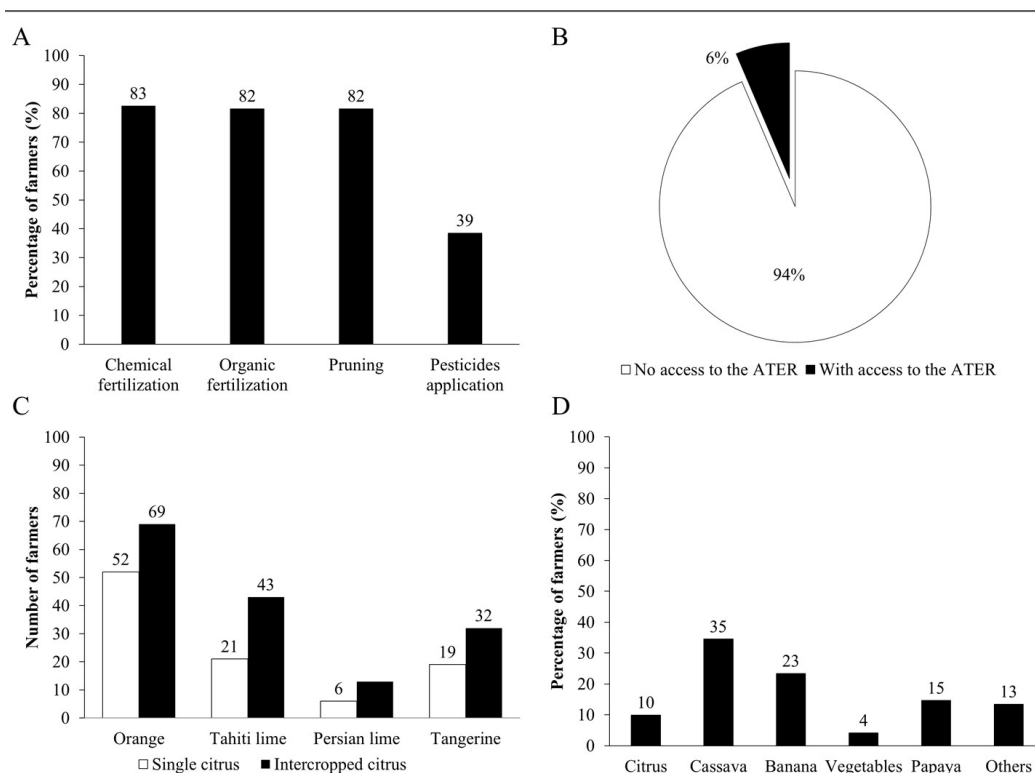 A
Percentage of farmers (%)
100
90
80
70
60
50
40
30
20
10
0
83
82
82
39
Chemical
fertilization
Organic
fertilization
Pruning
Pesticides
application
B
6%
94%
No access to the ATER
With access to the ATER
C
Number of farmers
100
90
80
70
60
50
40
30
20
10
0
52
69
21
43
6
19
32
Orange
Tahiti lime
Persian lime
Tangerine
Single citrus
Intercropped citrus
D
Percentage of farmers (%)
100
90
80
70
60
50
40
30
20
10
0
10
35
23
4
15
13
Citrus
Cassava
Banana
Vegetables
Papaya
Others